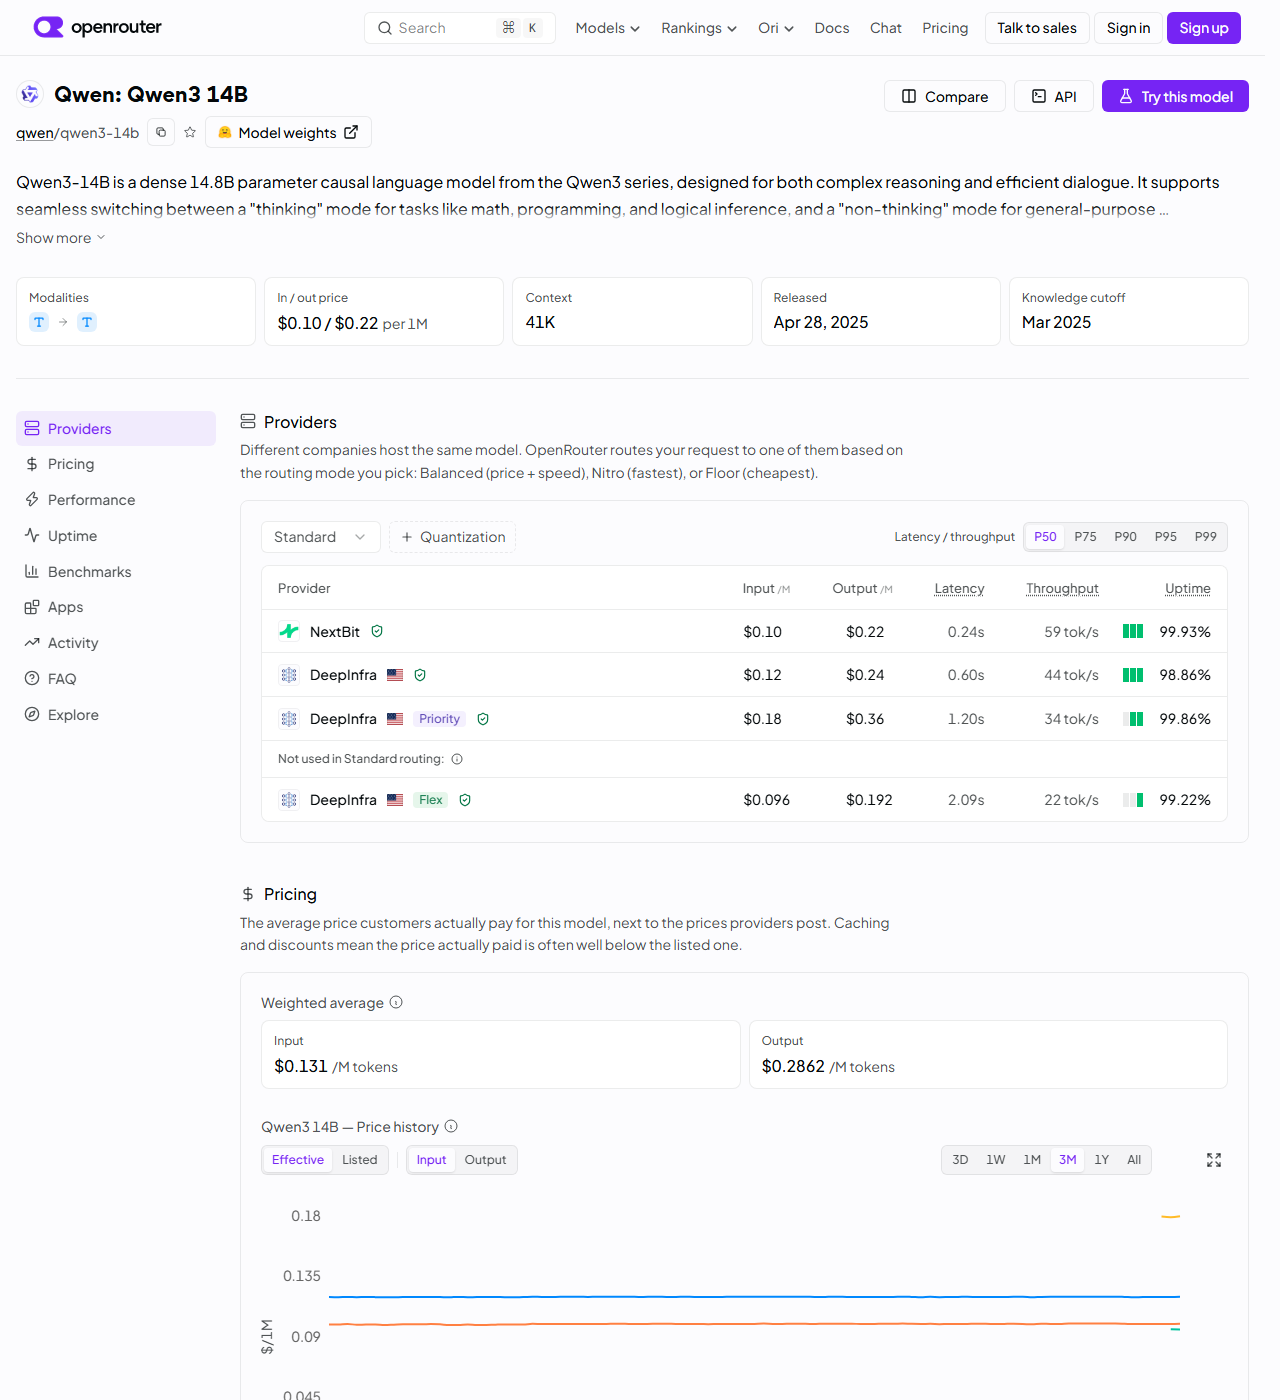 openrouter
Search ⌘ K
Models Rankings Ori Docs Chat Pricing Talk to sales Sign in Sign up
Qwen: Qwen3 14B
Compare API Try this model
qwen/qwen3-14b Model weights
Qwen3-14B is a dense 14.8B parameter causal language model from the Qwen3 series, designed for both complex reasoning and efficient dialogue. It supports
seamless switching between a "thinking" mode for tasks like math, programming, and logical inference, and a "non-thinking" mode for general-purpose ...
Show more
Modalities
T → T
In / out price
$0.10 / $0.22 per 1M
Context
41K
Released
Apr 28, 2025
Knowledge cutoff
Mar 2025
Providers
Pricing
Performance
Uptime
Benchmarks
Apps
Activity
FAQ
Explore
Providers
Different companies host the same model. OpenRouter routes your request to one of them based on
the routing mode you pick: Balanced (price + speed), Nitro (fastest), or Floor (cheapest).
Standard + Quantization Latency / throughput P50 P75 P90 P95 P99
Provider Input /M Output /M Latency Throughput Uptime
NextBit $0.10 $0.22 0.24s 59 tok/s 99.93%
DeepInfra $0.12 $0.24 0.60s 44 tok/s 98.86%
DeepInfra Priority $0.18 $0.36 1.20s 34 tok/s 99.86%
Not used in Standard routing:
DeepInfra Flex $0.096 $0.192 2.09s 22 tok/s 99.22%
Pricing
The average price customers actually pay for this model, next to the prices providers post. Caching
and discounts mean the price actually paid is often well below the listed one.
Weighted average
Input
$0.131 /M tokens
Output
$0.2862 /M tokens
Qwen3 14B — Price history
Effective Listed Input Output 3D 1W 1M 3M 1Y All
0.18
0.135
0.09
0.045
$/1M